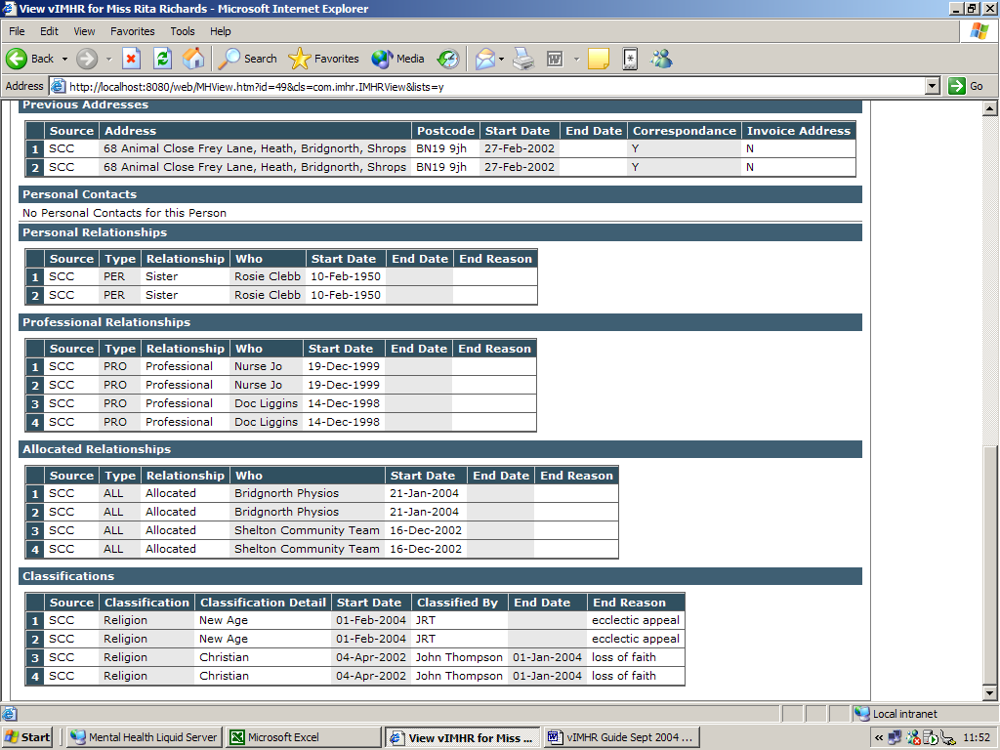 View vIMHR for Miss Rita Richards - Microsoft Internet Explorer
File Edit View Favorites Tools Help
Back Search Favorites Media
Address http://localhost:8080/web/MHView.htm?id=49&cls=com.imhr.IMHRView&lists=y Go
Previous Addresses
Source Address Postcode Start Date End Date Correspondance Invoice Address
1 SCC 68 Animal Close Frey Lane, Heath, Bridgnorth, Shrops BN19 9jh 27-Feb-2002 Y N
2 SCC 68 Animal Close Frey Lane, Heath, Bridgnorth, Shrops BN19 9jh 27-Feb-2002 Y N
Personal Contacts
No Personal Contacts for this Person
Personal Relationships
Source Type Relationship Who Start Date End Date End Reason
1 SCC PER Sister Rosie Clebb 10-Feb-1950
2 SCC PER Sister Rosie Clebb 10-Feb-1950
Professional Relationships
Source Type Relationship Who Start Date End Date End Reason
1 SCC PRO Professional Nurse Jo 19-Dec-1999
2 SCC PRO Professional Nurse Jo 19-Dec-1999
3 SCC PRO Professional Doc Liggins 14-Dec-1998
4 SCC PRO Professional Doc Liggins 14-Dec-1998
Allocated Relationships
Source Type Relationship Who Start Date End Date End Reason
1 SCC ALL Allocated Bridgnorth Physios 21-Jan-2004
2 SCC ALL Allocated Bridgnorth Physios 21-Jan-2004
3 SCC ALL Allocated Shelton Community Team 16-Dec-2002
4 SCC ALL Allocated Shelton Community Team 16-Dec-2002
Classifications
Source Classification Classification Detail Start Date Classified By End Date End Reason
1 SCC Religion New Age 01-Feb-2004 JRT ecclectic appeal
2 SCC Religion New Age 01-Feb-2004 JRT ecclectic appeal
3 SCC Religion Christian 04-Apr-2002 John Thompson 01-Jan-2004 loss of faith
4 SCC Religion Christian 04-Apr-2002 John Thompson 01-Jan-2004 loss of faith
Local intranet
Start Mental Health Liquid Server Microsoft Excel View vIMHR for Miss ... vIMHR Guide Sept 2004 ... « 11:52